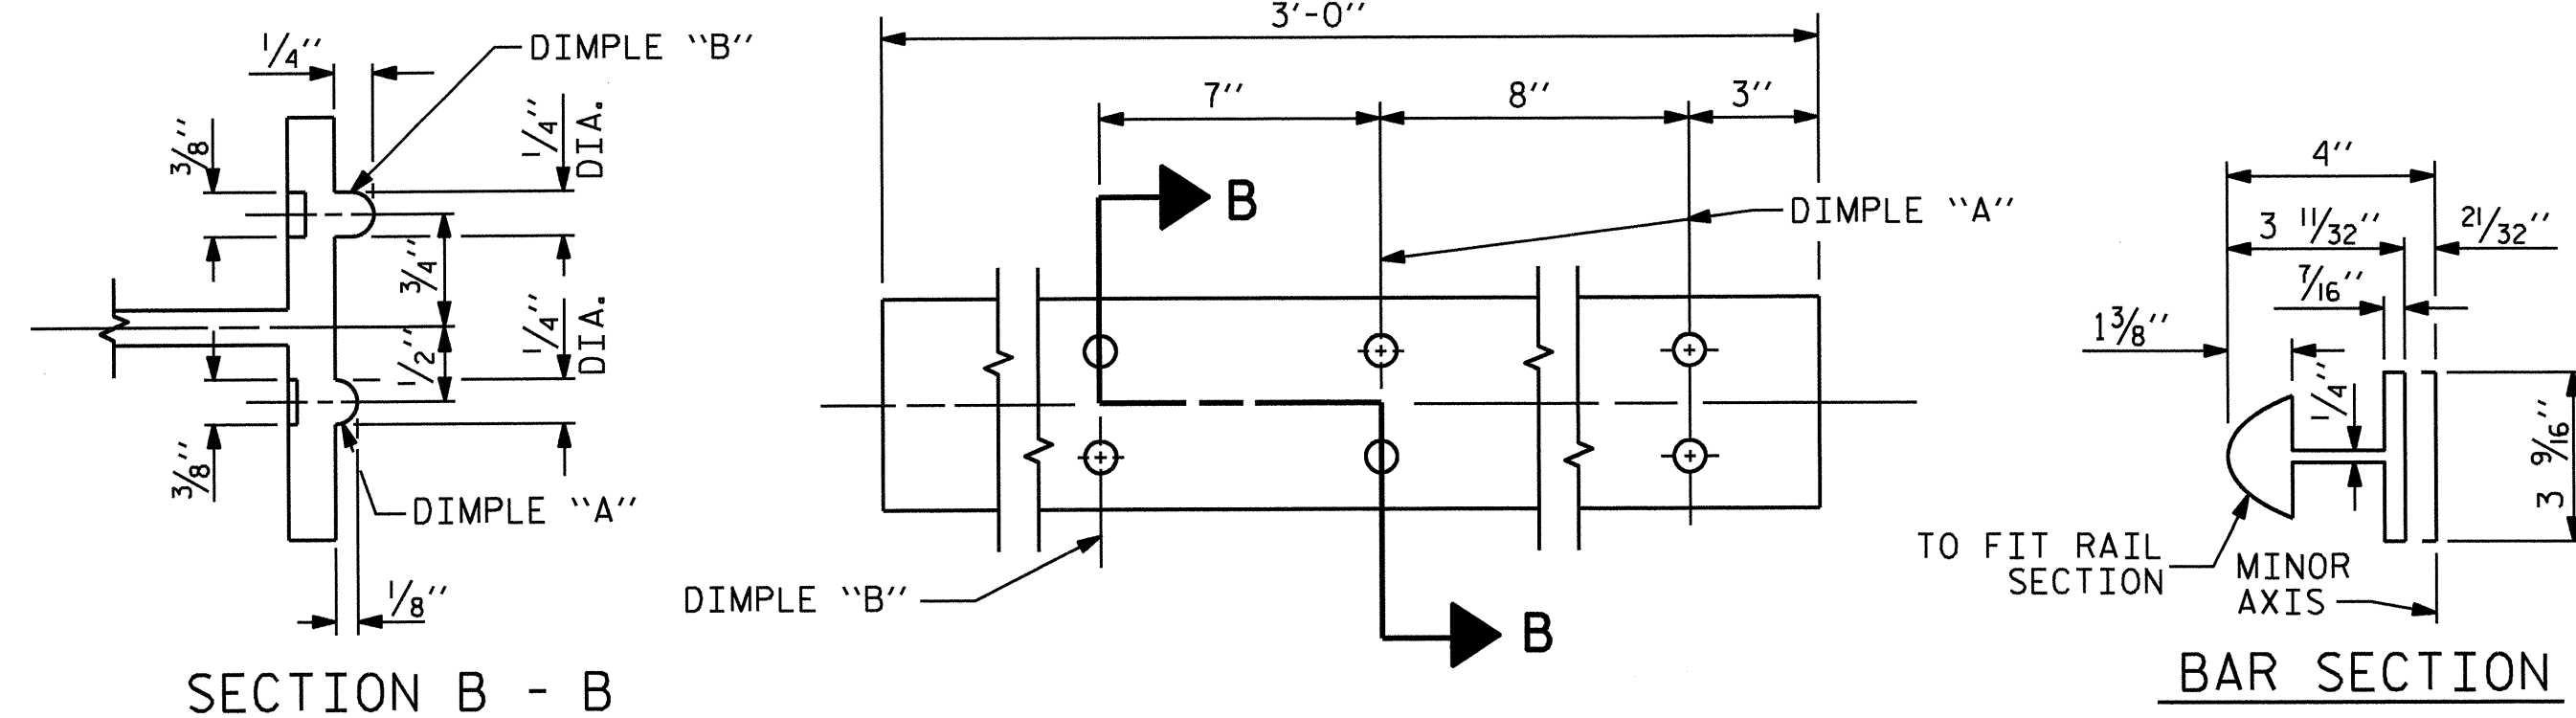 1/4"
DIMPLE "B"
3/8"
1/4" DIA.
3/4"
1/4" DIA.
1/2"
3/8"
DIMPLE "A"
1/8"
SECTION B - B
3'-0"
7"
8"
3"
B
DIMPLE "A"
DIMPLE "B"
B
4"
3 11/32"
21/32"
7/16"
1 3/8"
1/4"
3 9/16"
TO FIT RAIL
SECTION
MINOR
AXIS
BAR SECTION